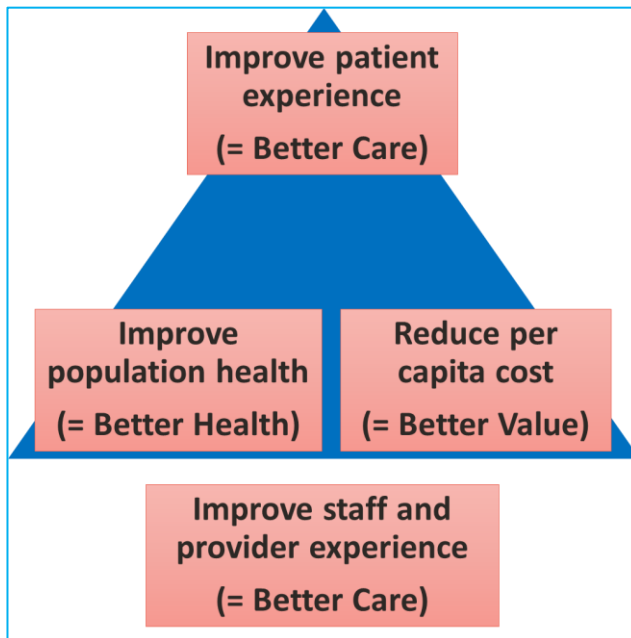 Improve patient
experience
(= Better Care)
Improve
population health
(= Better Health)
Reduce per
capita cost
(= Better Value)
Improve staff and
provider experience
(= Better Care)